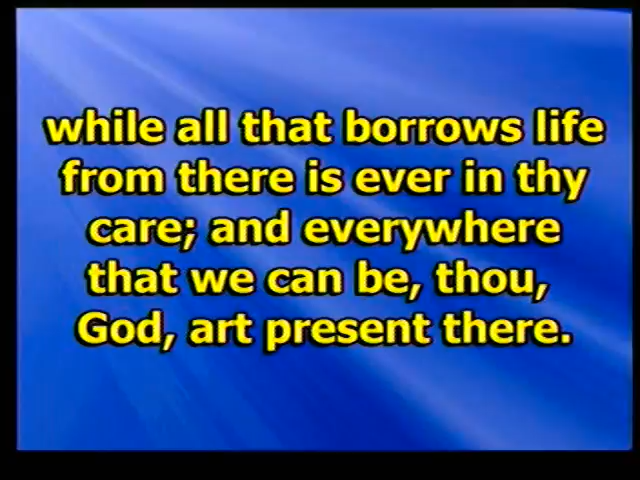 while all that borrows life
from there is ever in thy
care; and everywhere
that we can be, thou,
God, art present there.